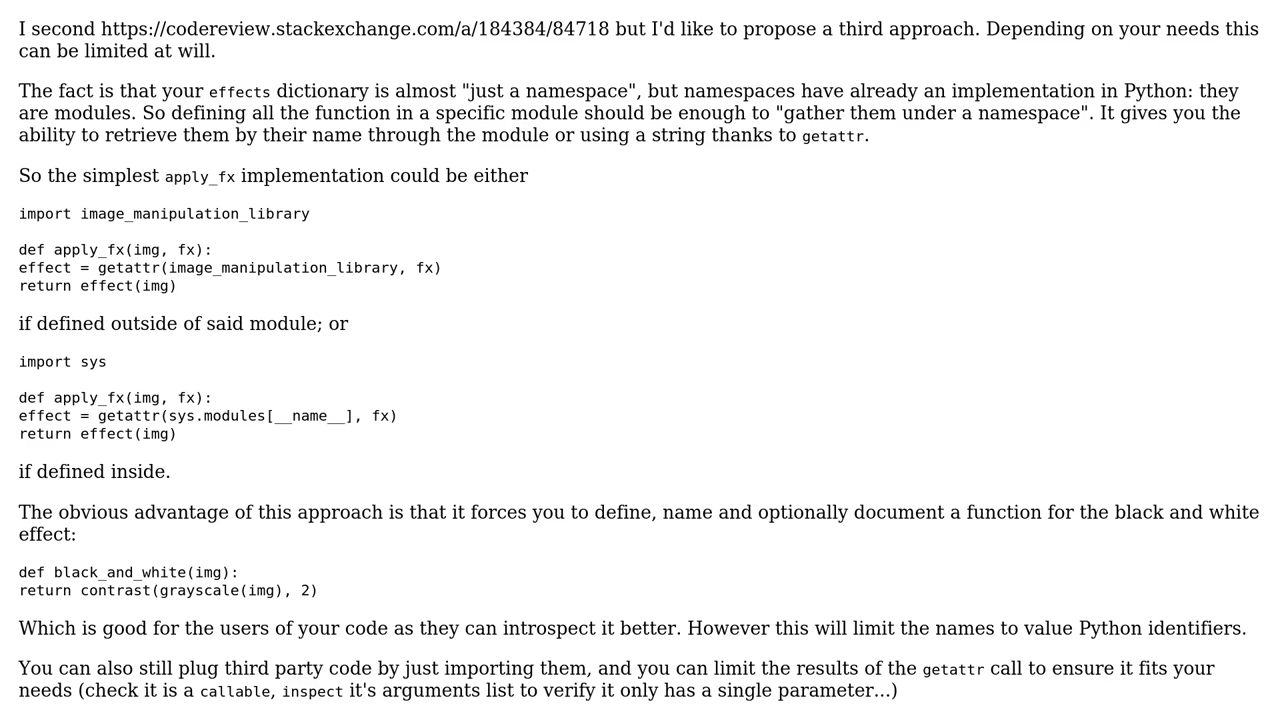 I second https://codereview.stackexchange.com/a/184384/84718 but I'd like to propose a third approach. Depending on your needs this
can be limited at will.
The fact is that your effects dictionary is almost "just a namespace", but namespaces have already an implementation in Python: they
are modules. So defining all the function in a specific module should be enough to "gather them under a namespace". It gives you the
ability to retrieve them by their name through the module or using a string thanks to getattr.
So the simplest apply_fx implementation could be either
import image_manipulation_library
def apply_fx(img, fx):
effect = getattr(image_manipulation_library, fx)
return effect(img)
if defined outside of said module; or
import sys
def apply_fx(img, fx):
effect = getattr(sys.modules[__name__], fx)
return effect(img)
if defined inside.
The obvious advantage of this approach is that it forces you to define, name and optionally document a function for the black and white
effect:
def black_and_white(img):
return contrast(grayscale(img), 2)
Which is good for the users of your code as they can introspect it better. However this will limit the names to value Python identifiers.
You can also still plug third party code by just importing them, and you can limit the results of the getattr call to ensure it fits your
needs (check it is a callable, inspect it's arguments list to verify it only has a single parameter…)